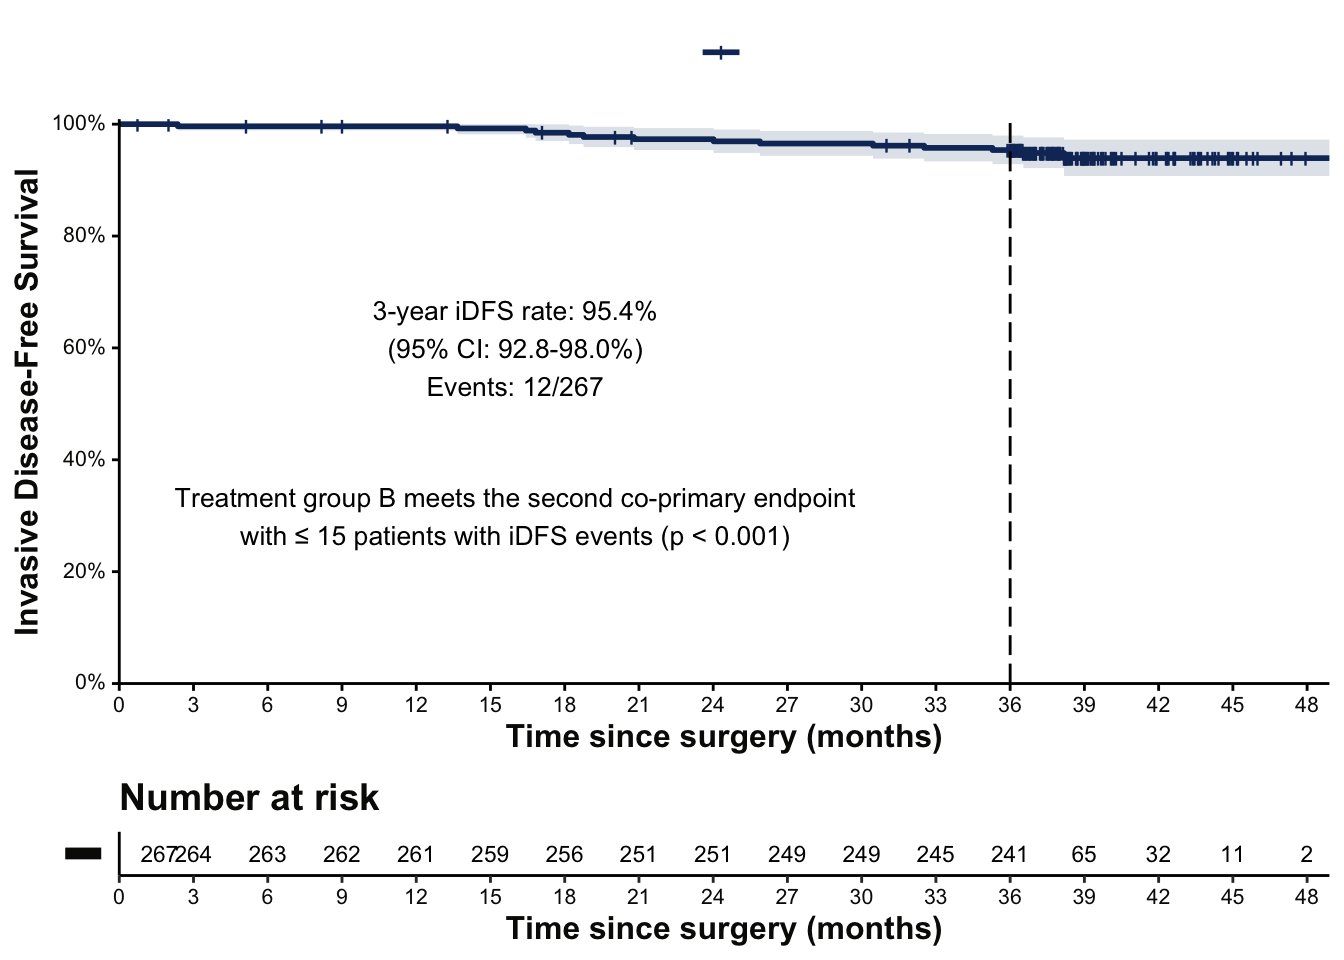 100%
80%
60%
40%
20%
0%
Invasive Disease-Free Survival
3-year iDFS rate: 95.4%
(95% CI: 92.8-98.0%)
Events: 12/267
Treatment group B meets the second co-primary endpoint
with ≤ 15 patients with iDFS events (p < 0.001)
0 3 6 9 12 15 18 21 24 27 30 33 36 39 42 45 48
Time since surgery (months)
Number at risk
267 264 263 262 261 259 256 251 251 249 249 245 241 65 32 11 2
0 3 6 9 12 15 18 21 24 27 30 33 36 39 42 45 48
Time since surgery (months)